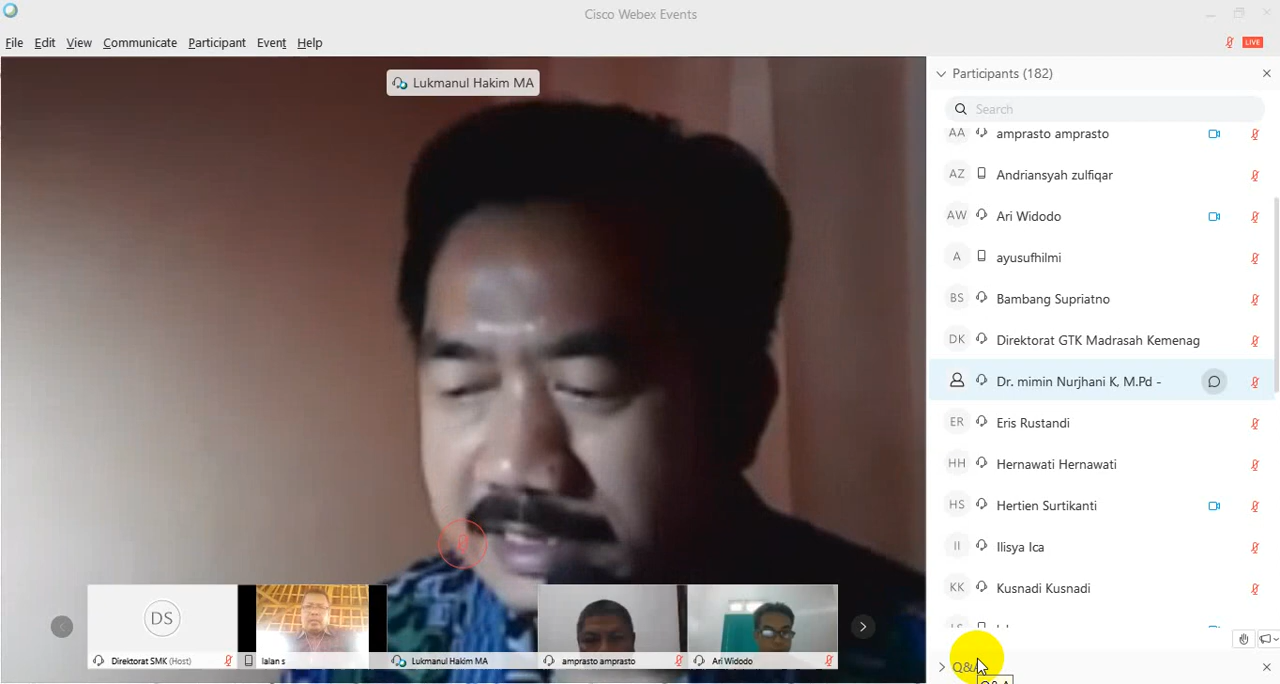 Cisco Webex Events
File Edit View Communicate Participant Event Help
LIVE
Lukmanul Hakim MA
Participants (182)
Search
AA amprasto amprasto
AZ Andriansyah zulfiqar
AW Ari Widodo
A ayusufhilmi
BS Bambang Supriatno
DK Direktorat GTK Madrasah Kemenag
Dr. mimin Nurjhani K, M.Pd -
ER Eris Rustandi
HH Hernawati Hernawati
HS Hertien Surtikanti
II Ilisya Ica
KK Kusnadi Kusnadi
DS
Direktorat SMK (Host)
lalan s
Lukmanul Hakim MA
amprasto amprasto
Ari Widodo
Q&A